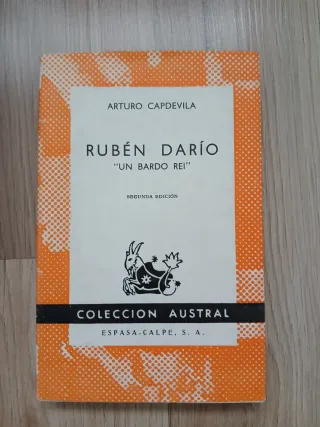 ARTURO CAPDEVILA
RUBÉN DARÍO
"UN BARDO REI"
SEGUNDA EDICIÓN
COLECCION AUSTRAL
ESPASA-CALPE, S. A.